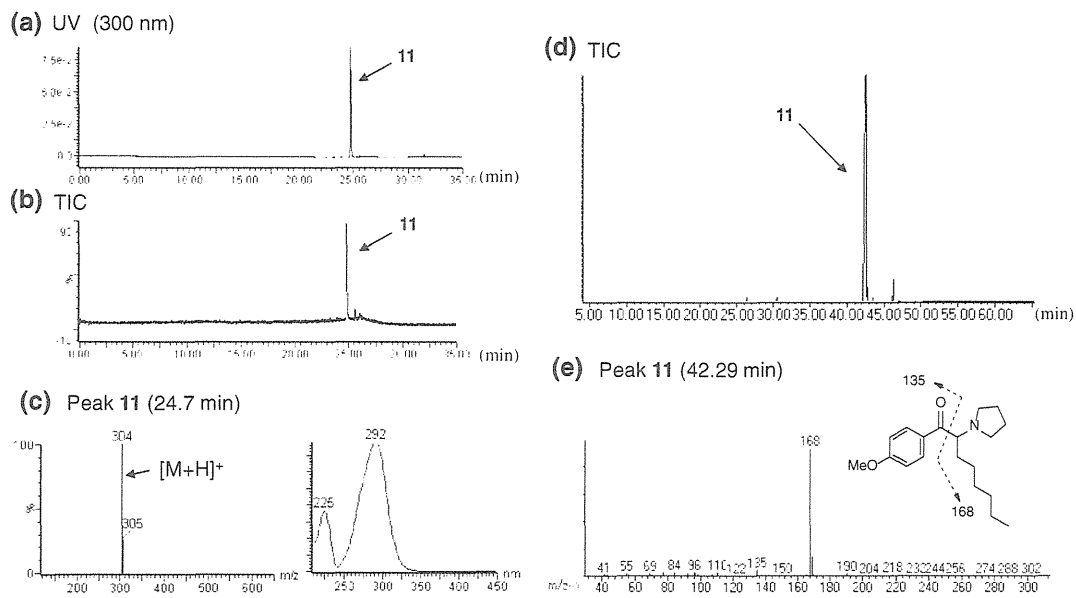 (a) UV (300 nm)
7.5e-2
5.0e-2
2.5e-2
0.0
11
0.00 5.00 10.00 15.00 20.00 25.00 30.00 35.00 (min)
(b) TIC
%
11
0.00 5.00 10.00 15.00 20.00 25.00 30.00 35.00 (min)
(c) Peak 11 (24.7 min)
100
%
0
304
[M+H]+
305
200 300 400 500 600 m/z
292
225
250 300 350 400 450 nm
(d) TIC
11
5.00 10.00 15.00 20.00 25.00 30.00 35.00 40.00 45.00 50.00 55.00 60.00 (min)
(e) Peak 11 (42.29 min)
135
O
N
MeO
168
168
41 55 69 84 96 110 122 135 150 190 204 218 232 244 256 274 288 302
40 60 80 100 120 140 160 180 200 220 240 260 280 300